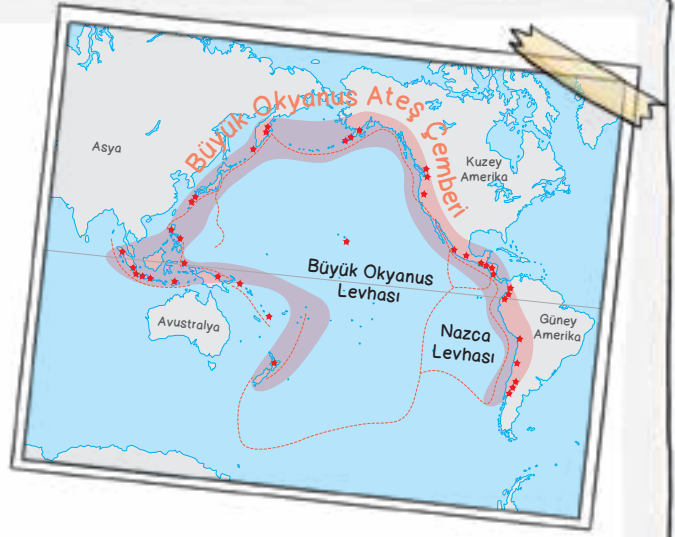 Büyük Okyanus Ateş Çemberi
Asya
Kuzey
Amerika
Büyük Okyanus
Levhası
Nazca
Levhası
Güney
Amerika
Avustralya